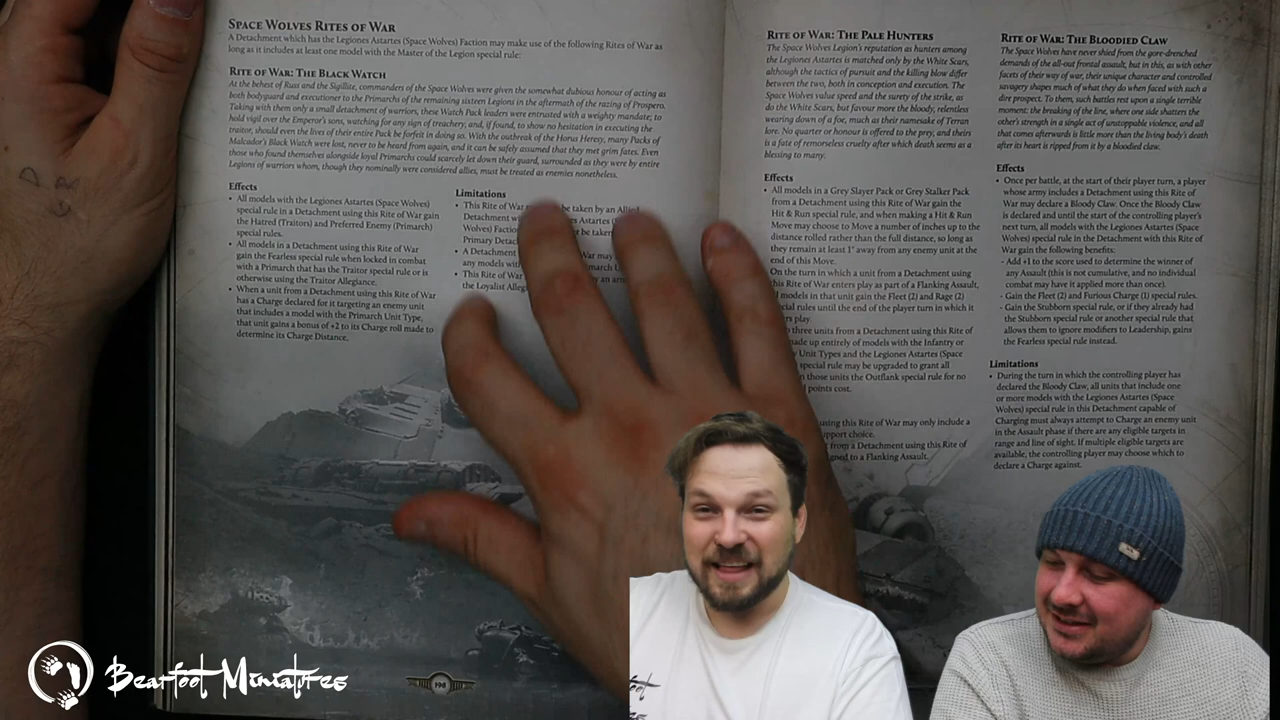 SPACE WOLVES RITES OF WAR
A Detachment which has the Legiones Astartes (Space Wolves) Faction may make use of the following Rites of War as
long as it includes at least one model with the Master of the Legion special rule:
RITE OF WAR: THE BLACK WATCH
At the behest of Russ and the Sigillite, commanders of the Space Wolves were given the somewhat dubious honour of acting as
both bodyguard and executioner to the Primarchs of the remaining sixteen Legions in the aftermath of the razing of Prospero.
Taking with them only a small detachment of warriors, these Watch Pack leaders were entrusted with a weighty mandate; to
hold vigil over the Emperor's sons, watching for any sign of treachery; and, if found, to show no hesitation in executing the
traitor, should even the lives of their entire Pack be forfeit in doing so. With the outbreak of the Horus Heresy, many Packs of
Malcador's Black Watch were lost, never to be heard from again, and it can be safely assumed that they met grim fates. Even
those who found themselves alongside loyal Primarchs could scarcely let down their guard, surrounded as they were by entire
Legions of warriors whom, though they nominally were considered allies, must be treated as enemies nonetheless.
Effects
• All models with the Legiones Astartes (Space Wolves)
special rule in a Detachment using this Rite of War gain
the Hatred (Traitors) and Preferred Enemy (Primarch)
special rules.
• All models in a Detachment using this Rite of War
gain the Fearless special rule when locked in combat
with a Primarch that has the Traitor special rule or is
otherwise using the Traitor Allegiance.
• When a unit from a Detachment using this Rite of War
has a Charge declared for it targeting an enemy unit
that includes a model with the Primarch Unit Type,
that unit gains a bonus of +2 to its Charge roll made to
determine its Charge Distance.
Limitations
• This Rite of War be taken by an Allied
Detachment Astartes
Wolves) Faction be taken
Primary
• A Detachment War may
any models with
• This Rite of War by an
the Loyalist
RITE OF WAR: THE PALE HUNTERS
The Space Wolves Legion's reputation as hunters among
the Legiones Astartes is matched only by the White Scars,
although the tactics of pursuit and the killing blow differ
between the two, both in conception and execution. The
Space Wolves value speed and the surety of the strike, as
do the White Scars, but favour more the bloody, relentless
wearing down of a foe, much as their namesake of Terran
lore. No quarter or honour is offered to the prey, and theirs
is a fate of remorseless cruelty after which death seems as a
blessing to many.
Effects
• All models in a Grey Slayer Pack or Grey Stalker Pack
from a Detachment using this Rite of War gain the
Hit & Run special rule, and when making a Hit & Run
Move may choose to Move a number of inches up to the
distance rolled rather than the full distance, so long as
they remain at least 1" away from any enemy unit at the
end of this Move.
On the turn in which a unit from a Detachment using
this Rite of War enters play as part of a Flanking Assault,
models in that unit gain the Fleet (2) and Rage (2)
special rules until the end of the player turn in which it
play
three units from a Detachment using this Rite of
made up entirely of models with the Infantry or
Unit Types and the Legiones Astartes (Space
special rule may be upgraded to grant all
in those units the Outflank special rule for no
points cost.
using this Rite of War may only include a
choice.
from a Detachment using this Rite of
to a Flanking Assault.
RITE OF WAR: THE BLOODIED CLAW
The Space Wolves have never shied from the gore-drenched
demands of the all-out frontal assault, but in this, as with other
facets of their way of war, their unique character and controlled
savagery shapes much of what they do when faced with such a
dire prospect. To them, such battles rest upon a single terrible
moment: the breaking of the line, where one side shatters the
other's strength in a single act of unstoppable violence, and all
that comes afterwards is little more than the living body's death
after its heart is ripped from it by a bloodied claw.
Effects
• Once per battle, at the start of their player turn, a player
whose army includes a Detachment using this Rite of
War may declare a Bloody Claw. Once the Bloody Claw
is declared and until the start of the controlling player's
next turn, all models with the Legiones Astartes (Space
Wolves) special rule in the Detachment with this Rite of
War gain the following benefits:
- Add +1 to the score used to determine the winner of
any Assault (this is not cumulative, and no individual
combat may have it applied more than once).
- Gain the Fleet (2) and Furious Charge (1) special rules.
- Gain the Stubborn special rule, or if they already had
the Stubborn special rule or another special rule that
allows them to ignore modifiers to Leadership, gains
the Fearless special rule instead.
Limitations
• During the turn in which the controlling player has
declared the Bloody Claw, all units that include one
or more models with the Legiones Astartes (Space
Wolves) special rule in this Detachment capable of
Charging must always attempt to Charge an enemy unit
in the Assault phase if there are any eligible targets in
range and line of sight. If multiple eligible targets are
available, the controlling player may choose which to
declare a Charge against.
Bearfoot Miniatures
198